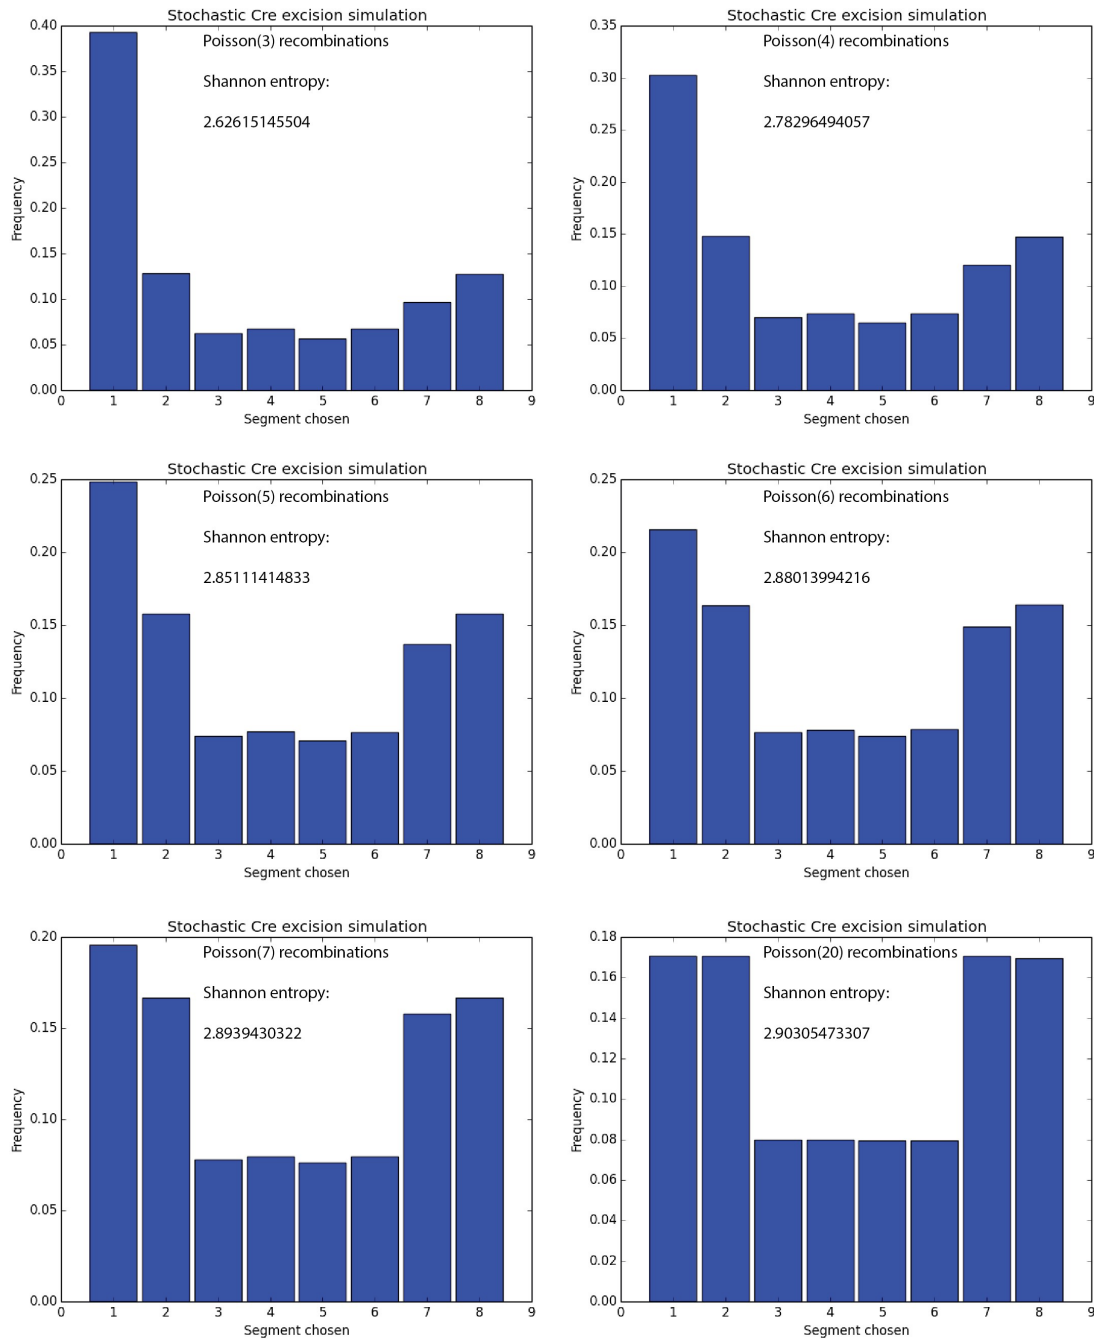 Stochastic Cre excision simulation
Poisson(3) recombinations
Shannon entropy:
2.62615145504
0.40
0.35
0.30
0.25
0.20
0.15
0.10
0.05
0.00
Frequency
0 1 2 3 4 5 6 7 8 9
Segment chosen
Stochastic Cre excision simulation
Poisson(4) recombinations
Shannon entropy:
2.78296494057
0.35
0.30
0.25
0.20
0.15
0.10
0.05
0.00
Frequency
0 1 2 3 4 5 6 7 8 9
Segment chosen
Stochastic Cre excision simulation
Poisson(5) recombinations
Shannon entropy:
2.85111414833
0.25
0.20
0.15
0.10
0.05
0.00
Frequency
0 1 2 3 4 5 6 7 8 9
Segment chosen
Stochastic Cre excision simulation
Poisson(6) recombinations
Shannon entropy:
2.88013994216
0.25
0.20
0.15
0.10
0.05
0.00
Frequency
0 1 2 3 4 5 6 7 8 9
Segment chosen
Stochastic Cre excision simulation
Poisson(7) recombinations
Shannon entropy:
2.8939430322
0.20
0.15
0.10
0.05
0.00
Frequency
0 1 2 3 4 5 6 7 8 9
Segment chosen
Stochastic Cre excision simulation
Poisson(20) recombinations
Shannon entropy:
2.90305473307
0.18
0.16
0.14
0.12
0.10
0.08
0.06
0.04
0.02
0.00
Frequency
0 1 2 3 4 5 6 7 8 9
Segment chosen